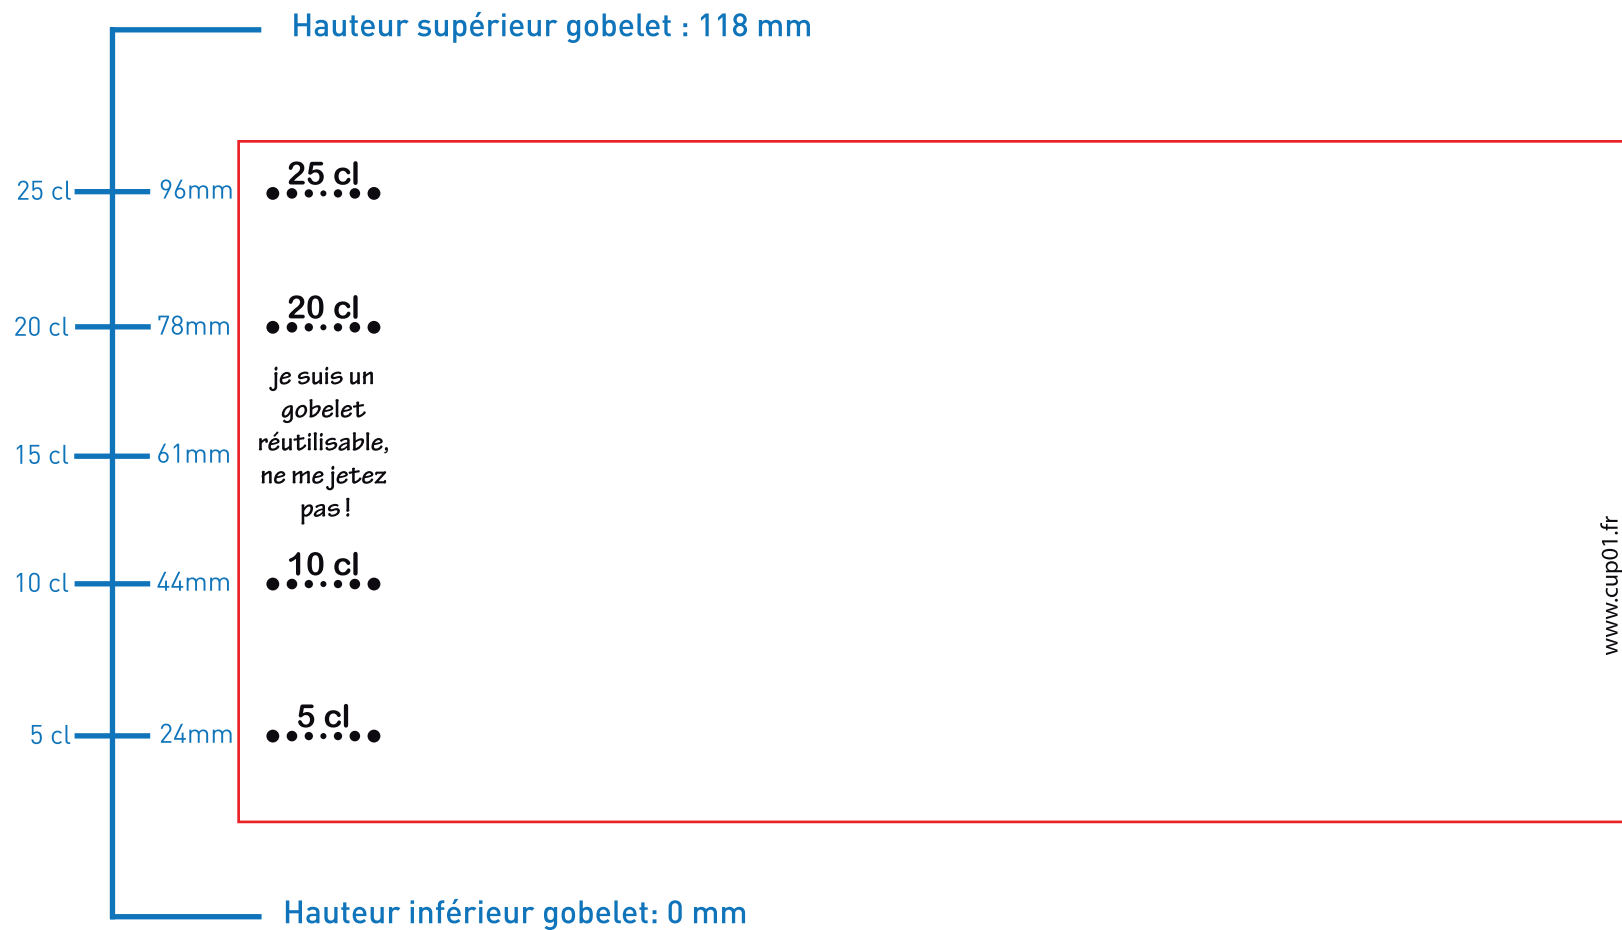 Hauteur supérieur gobelet : 118 mm
25 cl 96mm
25 cl
20 cl 78mm
20 cl
je suis un
gobelet
réutilisable,
ne me jetez
pas !
15 cl 61mm
10 cl 44mm
10 cl
5 cl 24mm
5 cl
www.cup01.fr
Hauteur inférieur gobelet: 0 mm